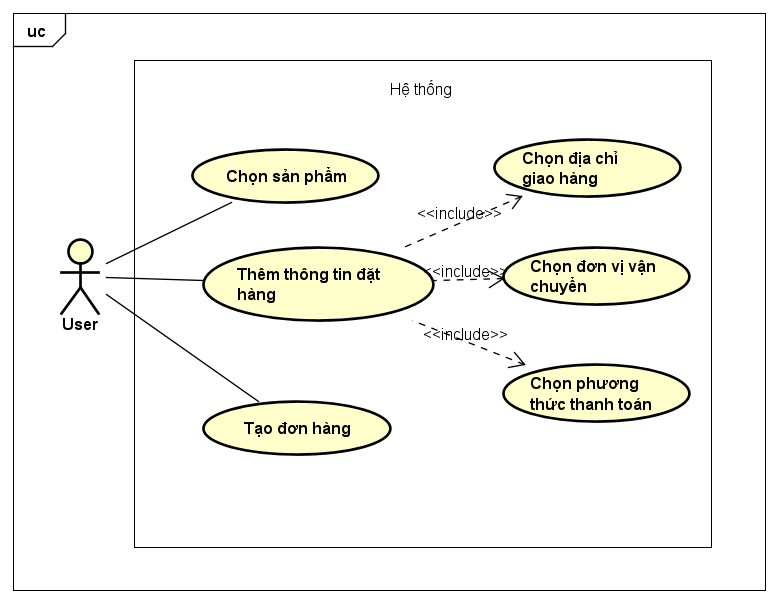 uc
Hệ thống
Chọn sản phẩm
Thêm thông tin đặt
hàng
Tạo đơn hàng
User
<<include>>
<<include>>
<<include>>
Chọn địa chỉ
giao hàng
Chọn đơn vị vận
chuyển
Chọn phương
thức thanh toán